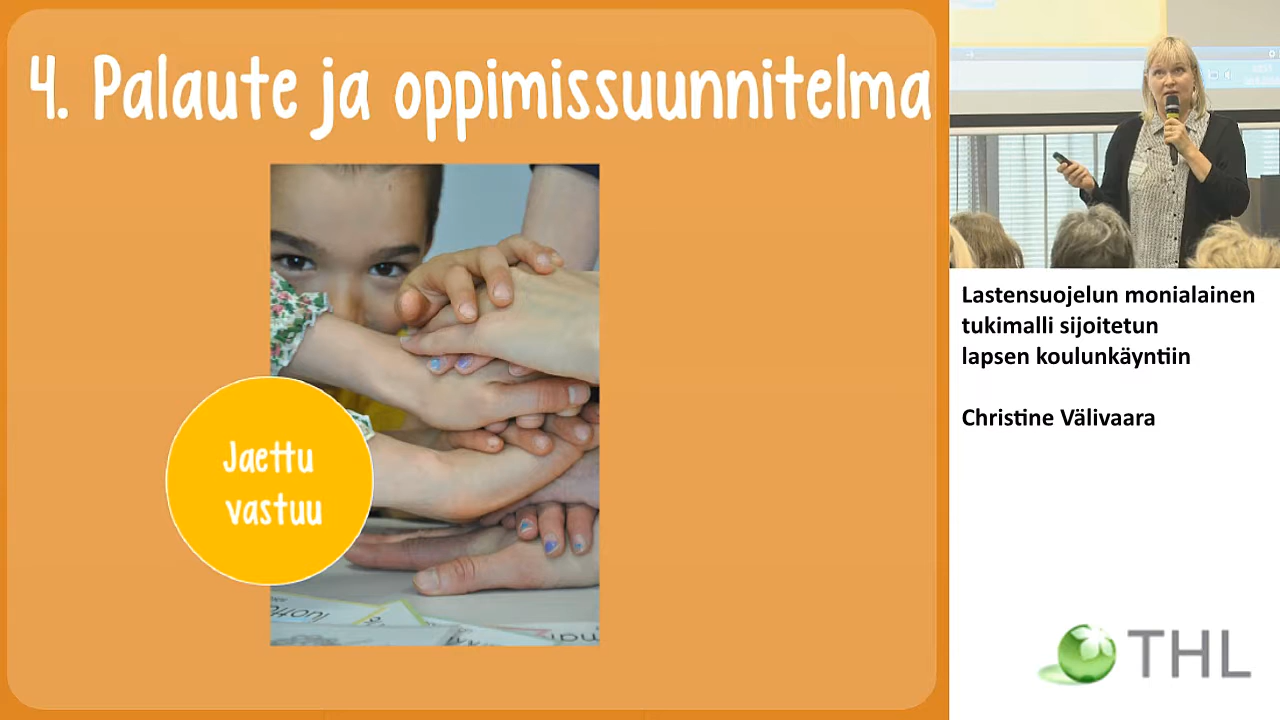 4. Palaute ja oppimissuunnitelma
Jaettu
vastuu
Lastensuojelun monialainen
tukimalli sijoitetun
lapsen koulunkäyntiin
Christine Välivaara
THL